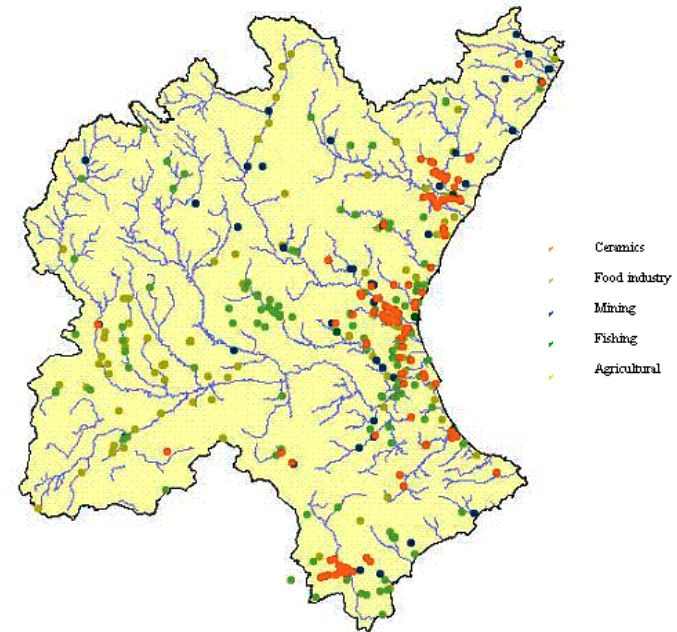 Ceramics
Food industry
Mining
Fishing
Agricultural